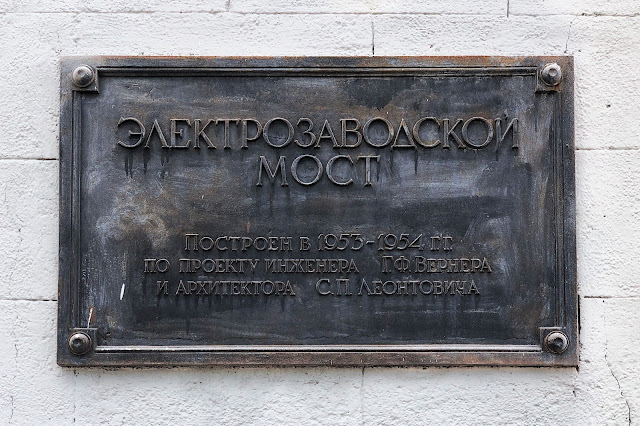 ЭЛЕКТРОЗАВОДСКОЙ
МОСТ
ПОСТРОЕН В 1953-1954 ГГ.
ПО ПРОЕКТУ ИНЖЕНЕРА Г.Ф. ВЕРНЕРА
И АРХИТЕКТОРА С.П. ЛЕОНТОВИЧА